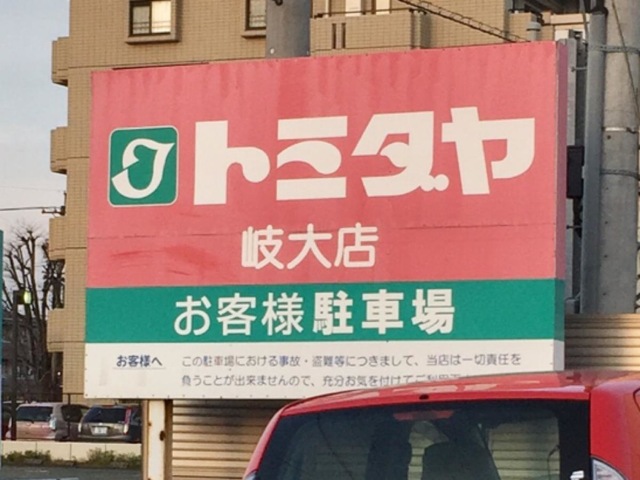 トミダヤ
岐大店
お客様駐車場
お客様へ
この駐車場における事故・盗難等につきまして、当店は一切責任を
負うことが出来ませんので、充分お気を付けてご利用